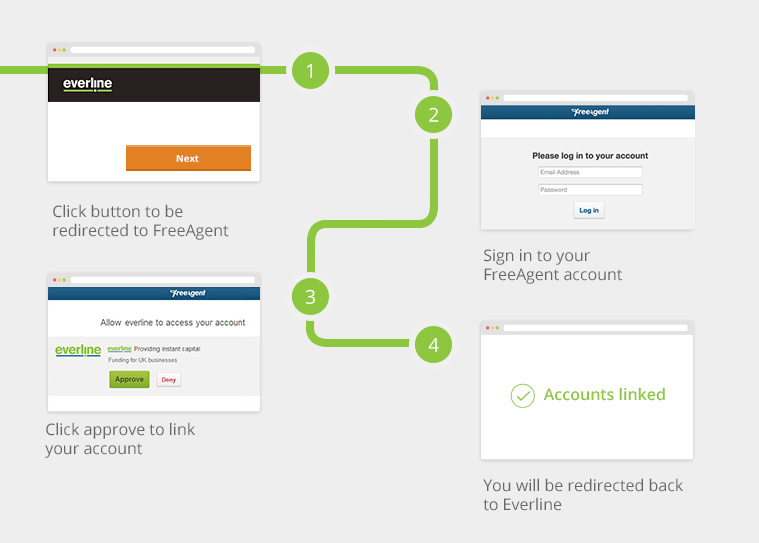 1
everline
Next
Click button to be
redirected to FreeAgent
2
FreeAgent
Please log in to your account
Email Address
Password
Log in
Sign in to your
FreeAgent account
3
FreeAgent
Allow everline to access your account
everline
everline Providing instant capital
Funding for UK businesses
Approve
Deny
Click approve to link
your account
4
Accounts linked
You will be redirected back
to Everline